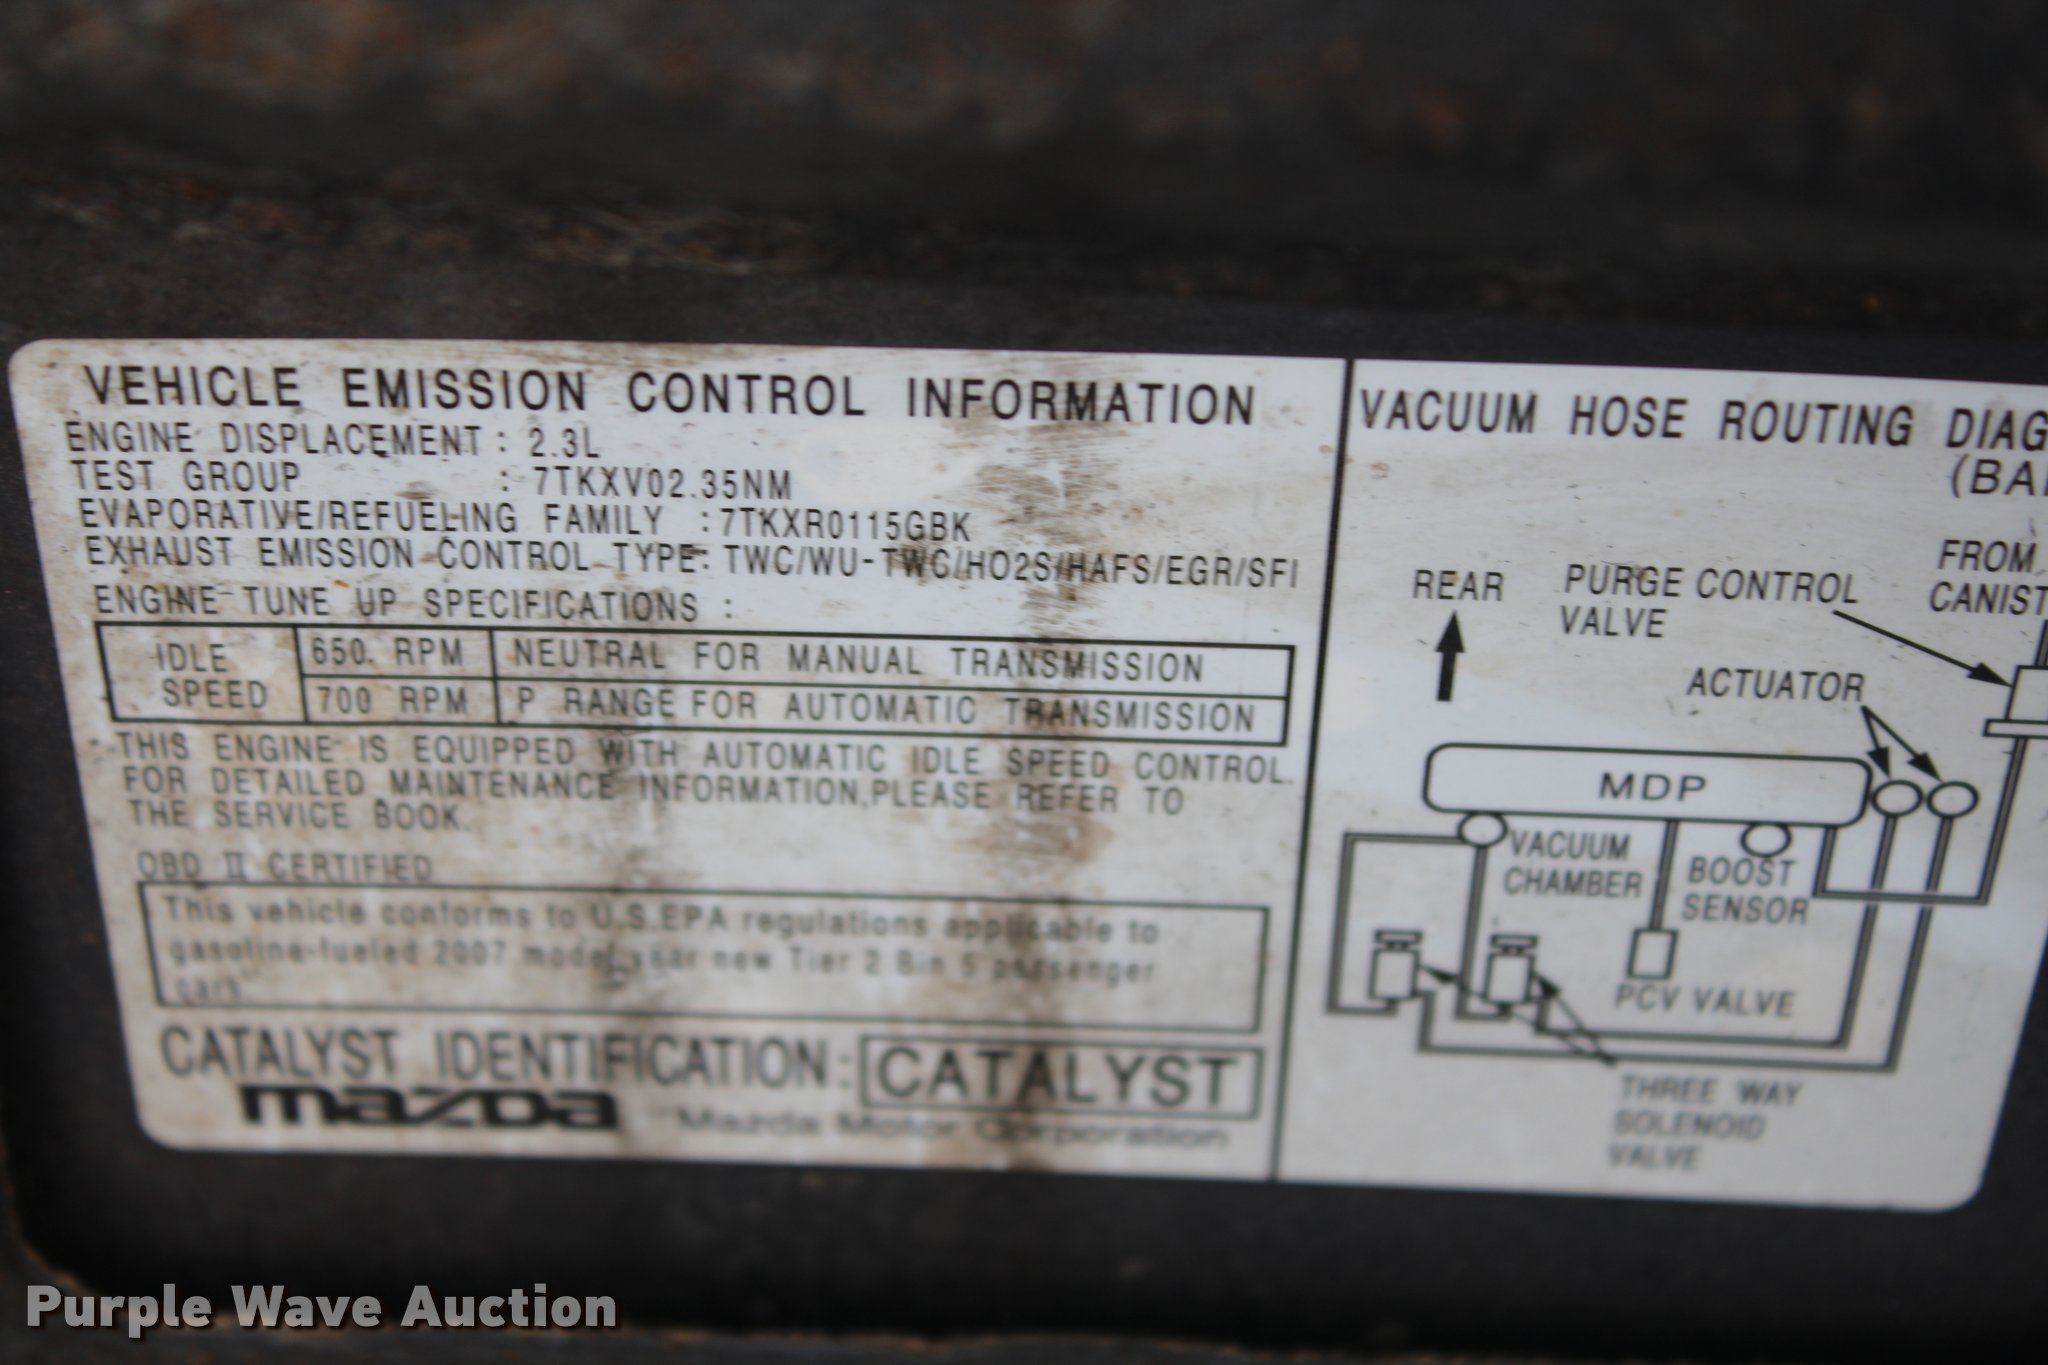 VEHICLE EMISSION CONTROL INFORMATION
ENGINE DISPLACEMENT : 2.3L
TEST GROUP : 7TKXV02.35NM
EVAPORATIVE/REFUELING FAMILY : 7TKXR0115GBK
EXHAUST EMISSION CONTROL TYPE: TWC/WU-TWC/HO2S/HAFS/EGR/SFI
ENGINE TUNE UP SPECIFICATIONS :
IDLE SPEED
650. RPM NEUTRAL FOR MANUAL TRANSMISSION
700 RPM P RANGE FOR AUTOMATIC TRANSMISSION
THIS ENGINE IS EQUIPPED WITH AUTOMATIC IDLE SPEED CONTROL.
FOR DETAILED MAINTENANCE INFORMATION,PLEASE REFER TO
THE SERVICE BOOK.
OBD II CERTIFIED
This vehicle conforms to U.S.EPA regulations applicable to
gasoline-fueled 2007 model year new Tier 2 Bin 5 passenger
cars.
CATALYST IDENTIFICATION: CATALYST
mazda Mazda Motor Corporation
VACUUM HOSE ROUTING DIAG
(BA
REAR
PURGE CONTROL
VALVE
FROM
CANIST
ACTUATOR
MDP
VACUUM
CHAMBER
BOOST
SENSOR
PCV VALVE
THREE WAY
SOLENOID
VALVE
Purple Wave Auction